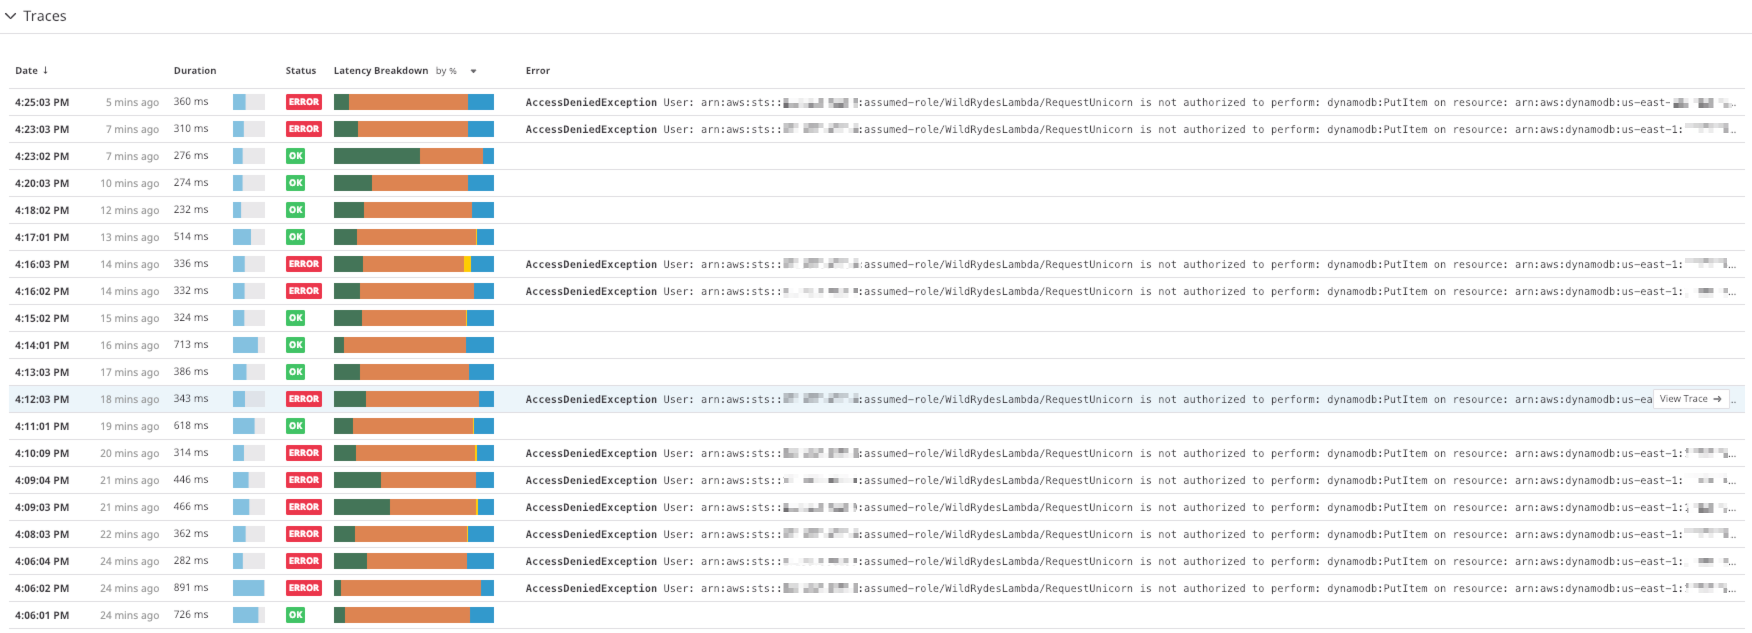 Traces
Date ↓ Duration Status Latency Breakdown by % Error
4:25:03 PM 5 mins ago 360 ms ERROR AccessDeniedException User: arn:aws:sts:: :assumed-role/WildRydesLambda/RequestUnicorn is not authorized to perform: dynamodb:PutItem on resource: arn:aws:dynamodb:us-east- …
4:23:03 PM 7 mins ago 310 ms ERROR AccessDeniedException User: arn:aws:sts:: :assumed-role/WildRydesLambda/RequestUnicorn is not authorized to perform: dynamodb:PutItem on resource: arn:aws:dynamodb:us-east-1: …
4:23:02 PM 7 mins ago 276 ms OK
4:20:03 PM 10 mins ago 274 ms OK
4:18:02 PM 12 mins ago 232 ms OK
4:17:01 PM 13 mins ago 514 ms OK
4:16:03 PM 14 mins ago 336 ms ERROR AccessDeniedException User: arn:aws:sts:: :assumed-role/WildRydesLambda/RequestUnicorn is not authorized to perform: dynamodb:PutItem on resource: arn:aws:dynamodb:us-east-1: …
4:16:02 PM 14 mins ago 332 ms ERROR AccessDeniedException User: arn:aws:sts:: :assumed-role/WildRydesLambda/RequestUnicorn is not authorized to perform: dynamodb:PutItem on resource: arn:aws:dynamodb:us-east-1: …
4:15:02 PM 15 mins ago 324 ms OK
4:14:01 PM 16 mins ago 713 ms OK
4:13:03 PM 17 mins ago 386 ms OK
4:12:03 PM 18 mins ago 343 ms ERROR AccessDeniedException User: arn:aws:sts:: :assumed-role/WildRydesLambda/RequestUnicorn is not authorized to perform: dynamodb:PutItem on resource: arn:aws:dynamodb:us-ea View Trace → …
4:11:01 PM 19 mins ago 618 ms OK
4:10:09 PM 20 mins ago 314 ms ERROR AccessDeniedException User: arn:aws:sts:: :assumed-role/WildRydesLambda/RequestUnicorn is not authorized to perform: dynamodb:PutItem on resource: arn:aws:dynamodb:us-east-1: …
4:09:04 PM 21 mins ago 446 ms ERROR AccessDeniedException User: arn:aws:sts:: :assumed-role/WildRydesLambda/RequestUnicorn is not authorized to perform: dynamodb:PutItem on resource: arn:aws:dynamodb:us-east-1: …
4:09:03 PM 21 mins ago 466 ms ERROR AccessDeniedException User: arn:aws:sts:: :assumed-role/WildRydesLambda/RequestUnicorn is not authorized to perform: dynamodb:PutItem on resource: arn:aws:dynamodb:us-east-1: …
4:08:03 PM 22 mins ago 362 ms ERROR AccessDeniedException User: arn:aws:sts:: :assumed-role/WildRydesLambda/RequestUnicorn is not authorized to perform: dynamodb:PutItem on resource: arn:aws:dynamodb:us-east-1: …
4:06:04 PM 24 mins ago 282 ms ERROR AccessDeniedException User: arn:aws:sts:: :assumed-role/WildRydesLambda/RequestUnicorn is not authorized to perform: dynamodb:PutItem on resource: arn:aws:dynamodb:us-east-1: …
4:06:02 PM 24 mins ago 891 ms ERROR AccessDeniedException User: arn:aws:sts:: :assumed-role/WildRydesLambda/RequestUnicorn is not authorized to perform: dynamodb:PutItem on resource: arn:aws:dynamodb:us-east-1: …
4:06:01 PM 24 mins ago 726 ms OK